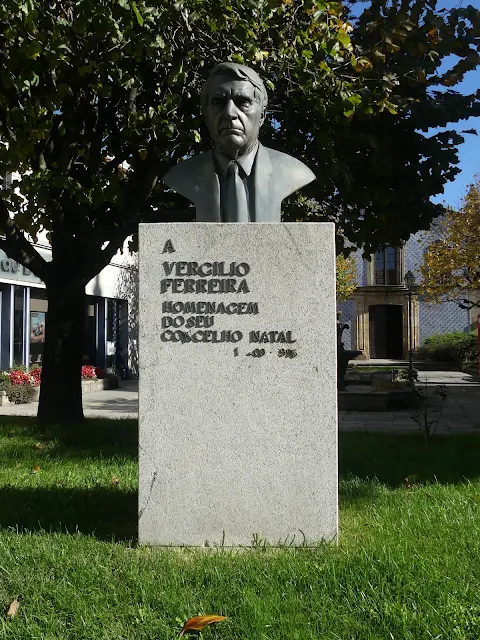 A
VERGILIO
FERREIRA
HOMENAGEM
DO SEU
CONCELHO NATAL